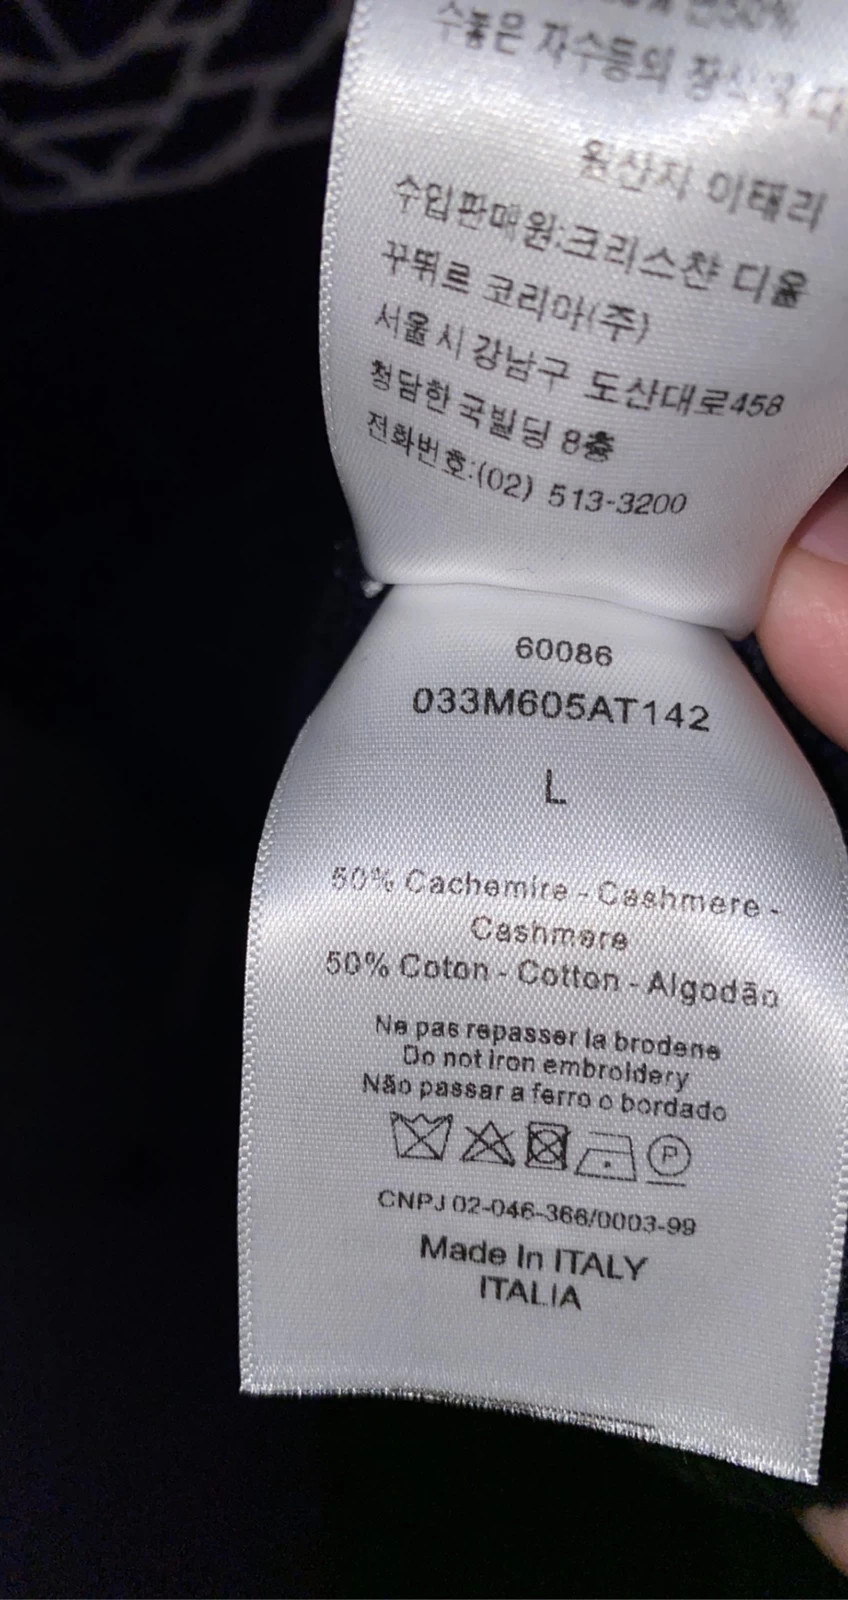 수놓은 자수등의 장식
원산지 이태리
수입판매원:크리스챤 디올
꾸뛰르 코리아(주)
서울시 강남구 도산대로458
청담한국빌딩 8층
전화번호:(02) 513-3200
60086
033M605AT142
L
50% Cachemire - Cashmere -
Cashmere
50% Coton - Cotton - Algodão
Ne pas repasser la broderie
Do not iron embroidery
Não passar a ferro o bordado
P
CNPJ 02-046-366/0003-99
Made In ITALY
ITALIA